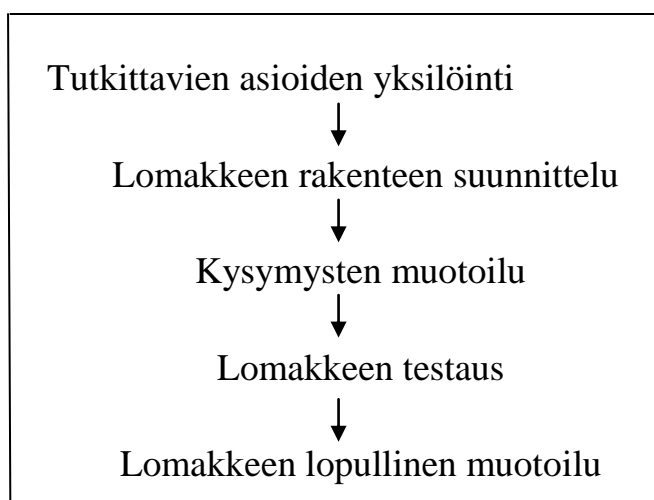 Tutkittavien asioiden yksilöinti
Lomakkeen rakenteen suunnittelu
Kysymysten muotoilu
Lomakkeen testaus
Lomakkeen lopullinen muotoilu